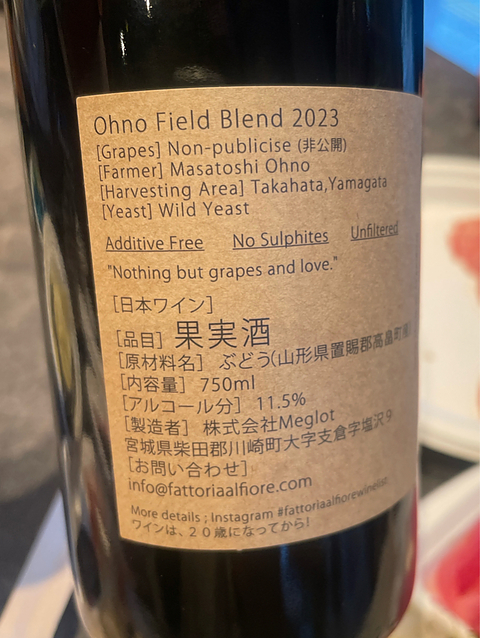 Ohno Field Blend 2023
[Grapes] Non-publicise (非公開)
[Farmer] Masatoshi Ohno
[Harvesting Area] Takahata,Yamagata
[Yeast] Wild Yeast
Additive Free No Sulphites Unfiltered
"Nothing but grapes and love."
[日本ワイン]
[品目] 果実酒
[原材料名] ぶどう(山形県置賜郡高畠町産
[内容量] 750ml
[アルコール分] 11.5%
[製造者] 株式会社Meglot
宮城県柴田郡川崎町大字支倉字塩沢9
[お問い合わせ]
info@fattoriaalfiore.com
More details ; Instagram #fattoriaalfiorewinelist
ワインは、20歳になってから!